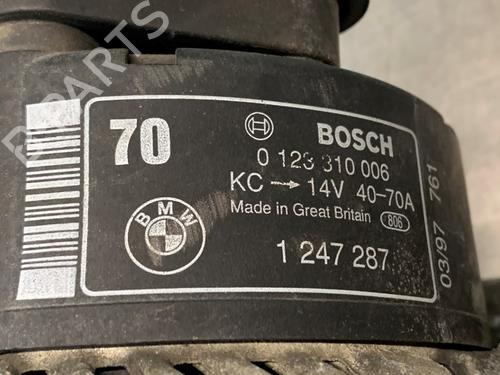 B PARTS
70
BOSCH
0 123 310 006
KC → 14V 40-70A
Made in Great Britain 806
BMW
1 247 287
03/97 761